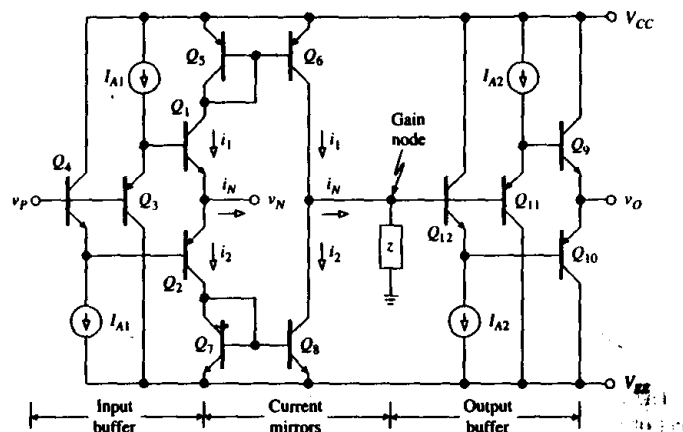 V_CC
Q_5
Q_6
I_A1
I_A2
Q_1
Gain
node
Q_9
i_1
i_1
Q_4
v_P
Q_3
i_N
v_N
i_N
Q_11
v_O
Q_12
z
Q_10
i_2
i_2
Q_2
I_A1
I_A2
Q_7
Q_8
V_EE
Input
buffer
Current
mirrors
Output
buffer